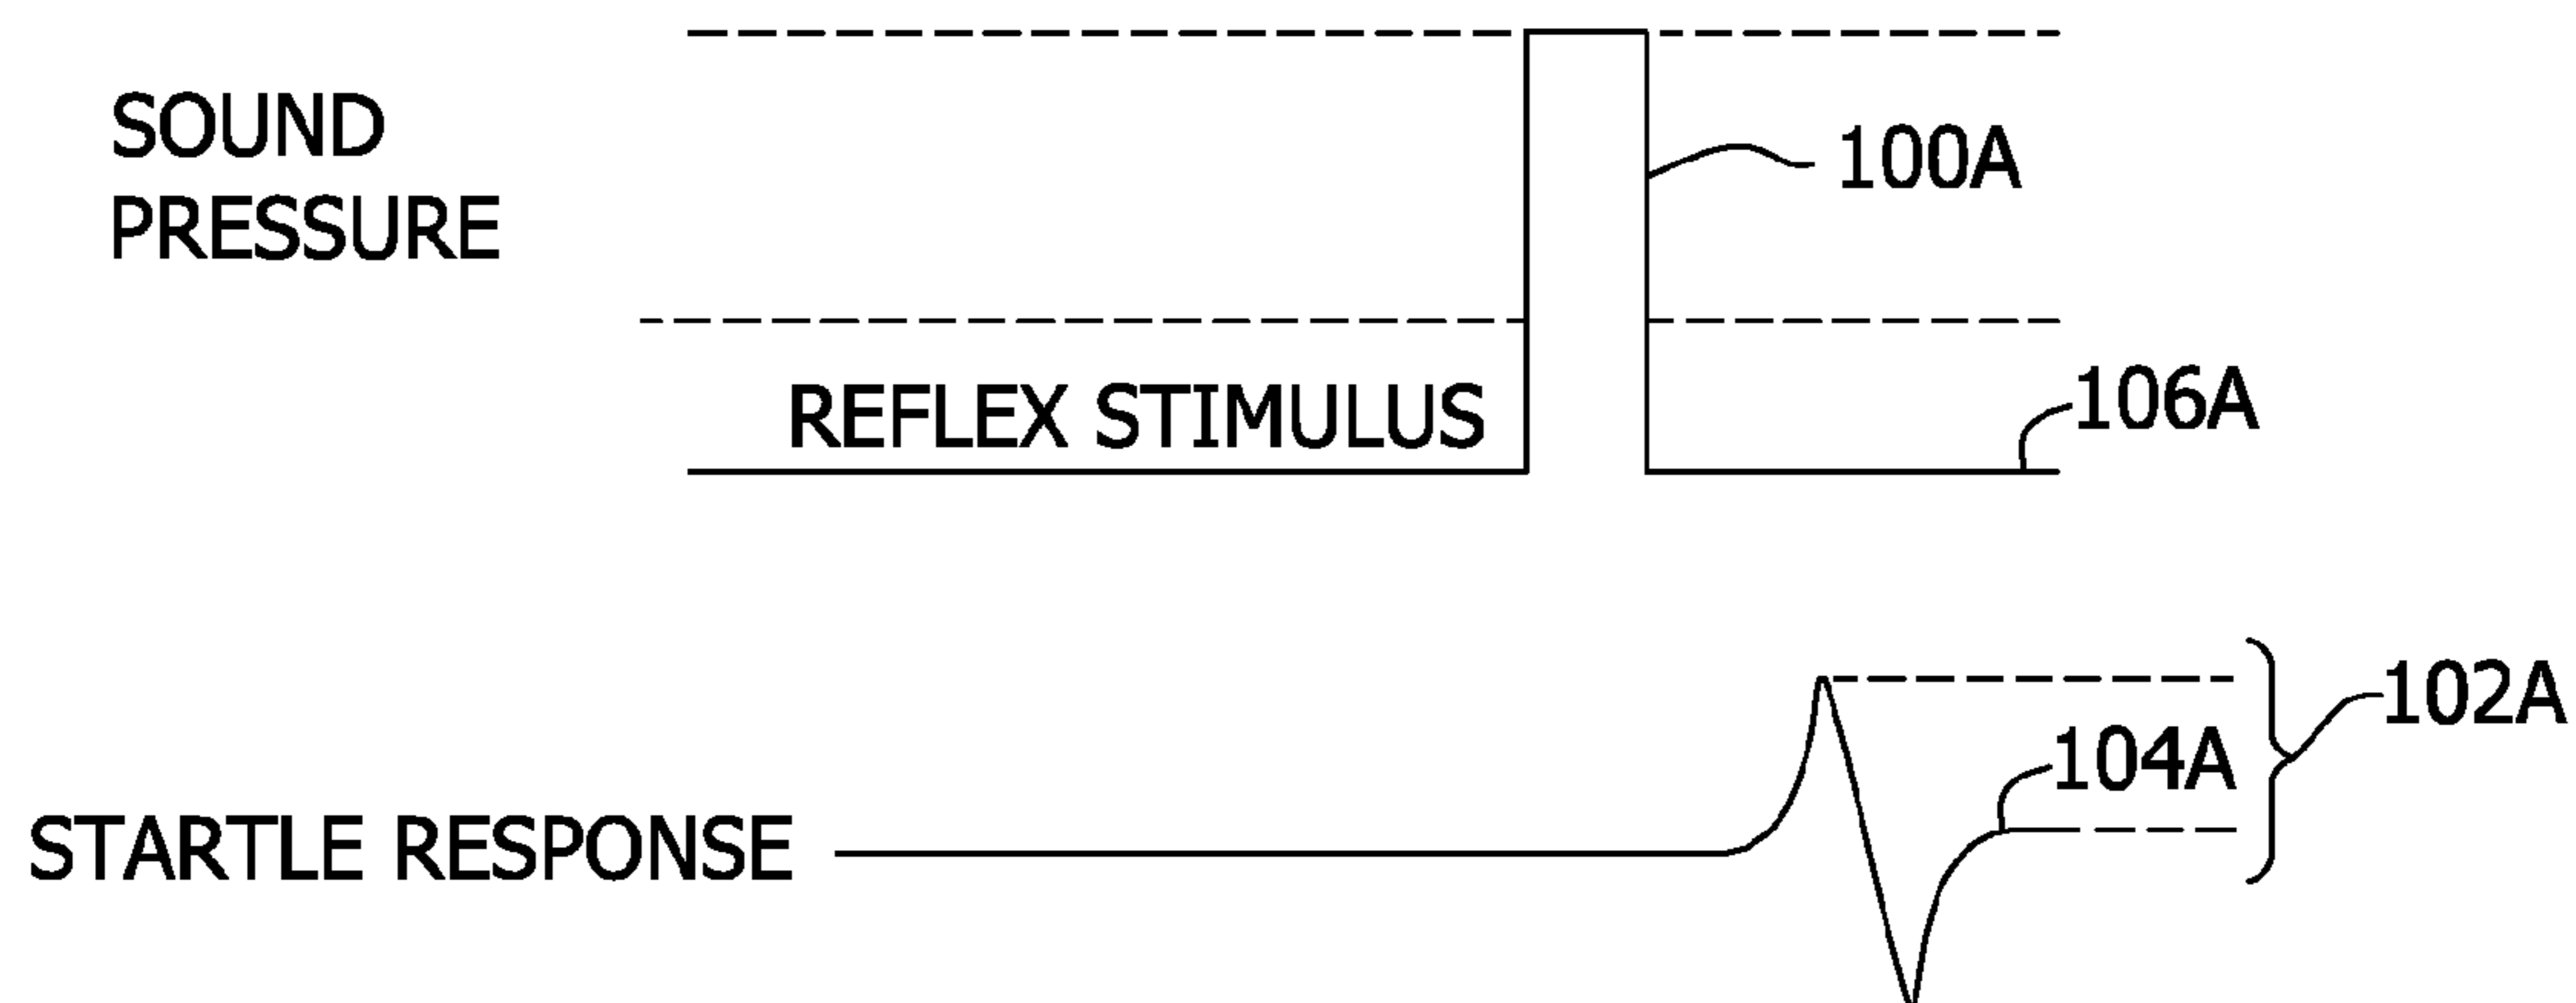 SOUND
PRESSURE
100A
REFLEX STIMULUS
106A
102A
104A
STARTLE RESPONSE